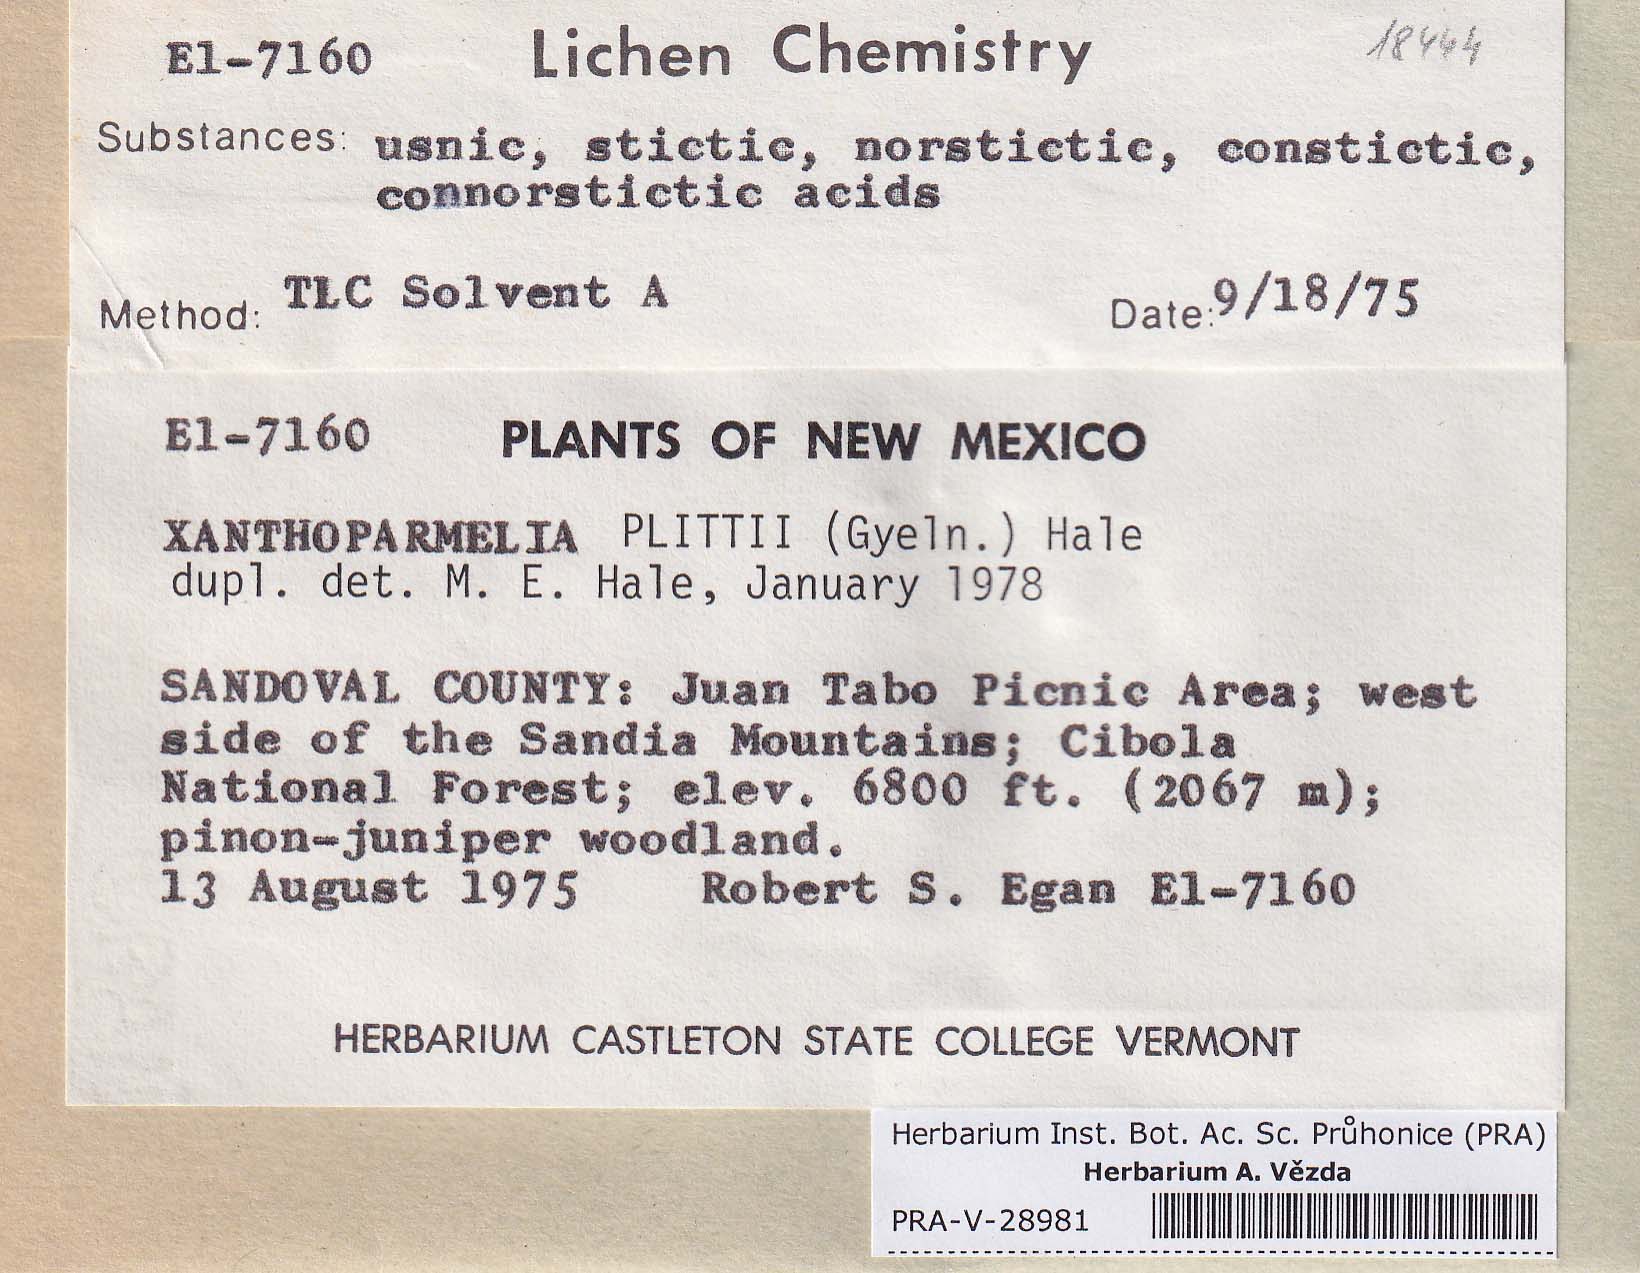 El-7160 Lichen Chemistry 18444
Substances: usnic, stictic, norstictic, constictic,
connorstictic acids
Method: TLC Solvent A Date: 9/18/75
El-7160 PLANTS OF NEW MEXICO
XANTHOPARMELIA PLITTII (Gyeln.) Hale
dupl. det. M. E. Hale, January 1978
SANDOVAL COUNTY: Juan Tabo Picnic Area; west
side of the Sandia Mountains; Cibola
National Forest; elev. 6800 ft. (2067 m);
pinon-juniper woodland.
13 August 1975 Robert S. Egan El-7160
HERBARIUM CASTLETON STATE COLLEGE VERMONT
Herbarium Inst. Bot. Ac. Sc. Průhonice (PRA)
Herbarium A. Vězda
PRA-V-28981